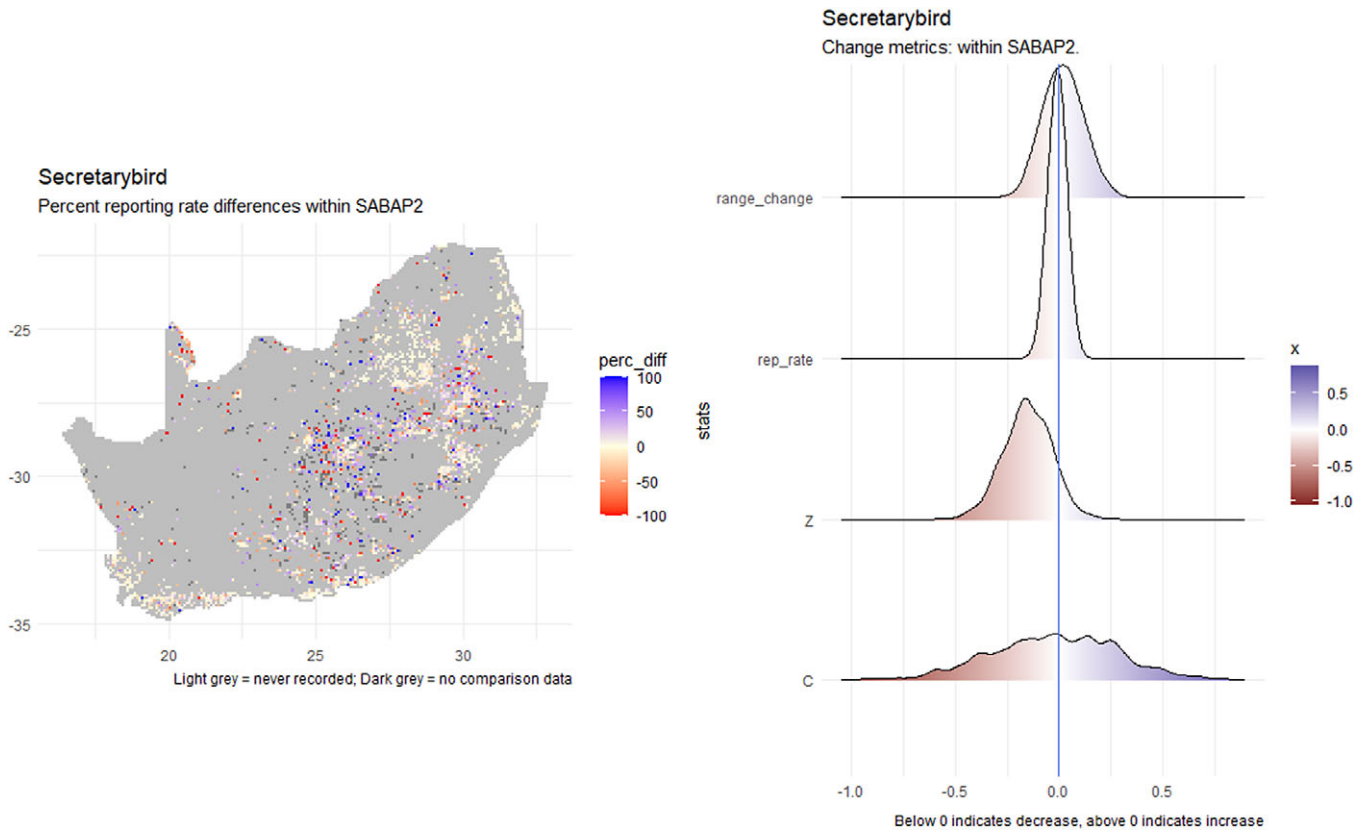 Secretarybird
Percent reporting rate differences within SABAP2
-25
-30
-35
20
25
30
Light grey = never recorded; Dark grey = no comparison data
perc_diff
100
50
0
-50
-100
Secretarybird
Change metrics: within SABAP2.
stats
range_change
rep_rate
Z
C
-1.0
-0.5
0.0
0.5
Below 0 indicates decrease, above 0 indicates increase
x
0.5
0.0
-0.5
-1.0